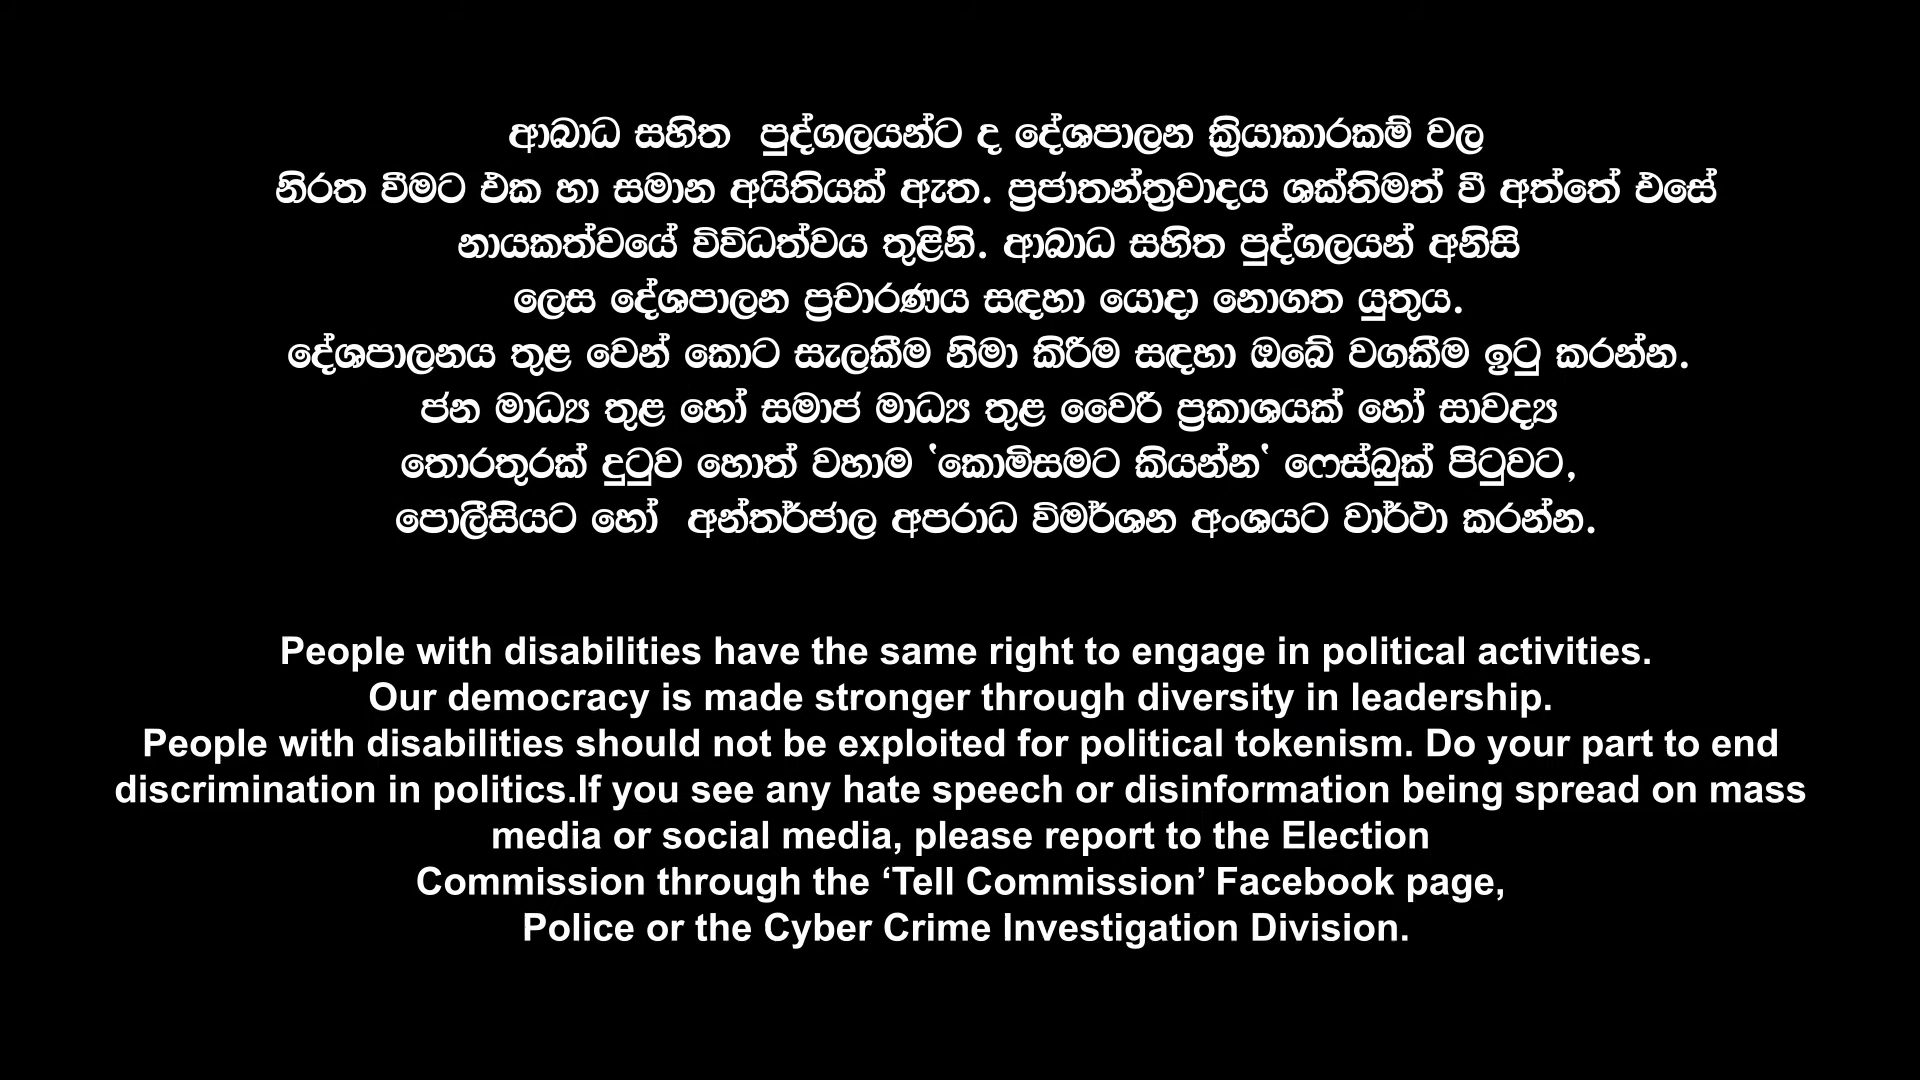 ආබාධ සහිත  පුද්ගලයන්ට ද දේශපාලන ක්‍රියාකාරකම් වල
නිරත වීමට එක හා සමාන අයිතියක් ඇත. ප්‍රජාතන්ත්‍රවාදය ශක්තිමත් වී අත්තේ එසේ
නායකත්වයේ විවිධත්වය තුළිනි. ආබාධ සහිත පුද්ගලයන් අනිසි
ලෙස දේශපාලන ප්‍රචාරණය සඳහා යොදා නොගත යුතුය.
දේශපාලනය තුළ වෙන් කොට සැලකීම නිමා කිරීම සඳහා ඔබේ වගකීම ඉටු කරන්න.
ජන මාධ්‍ය තුළ හෝ සමාජ මාධ්‍ය තුළ වෛරී ප්‍රකාශයක් හෝ සාවද්‍ය
තොරතුරක් දුටුව හොත් වහාම ‛කොමිසමට කියන්න‛ ෆෙස්බුක් පිටුවට,
පොලීසියට හෝ  අන්තර්ජාල අපරාධ විමර්ශන අංශයට වාර්ථා කරන්න.
People with disabilities have the same right to engage in political activities.
Our democracy is made stronger through diversity in leadership.
People with disabilities should not be exploited for political tokenism. Do your part to end
discrimination in politics.If you see any hate speech or disinformation being spread on mass
media or social media, please report to the Election
Commission through the ‘Tell Commission’ Facebook page,
Police or the Cyber Crime Investigation Division.